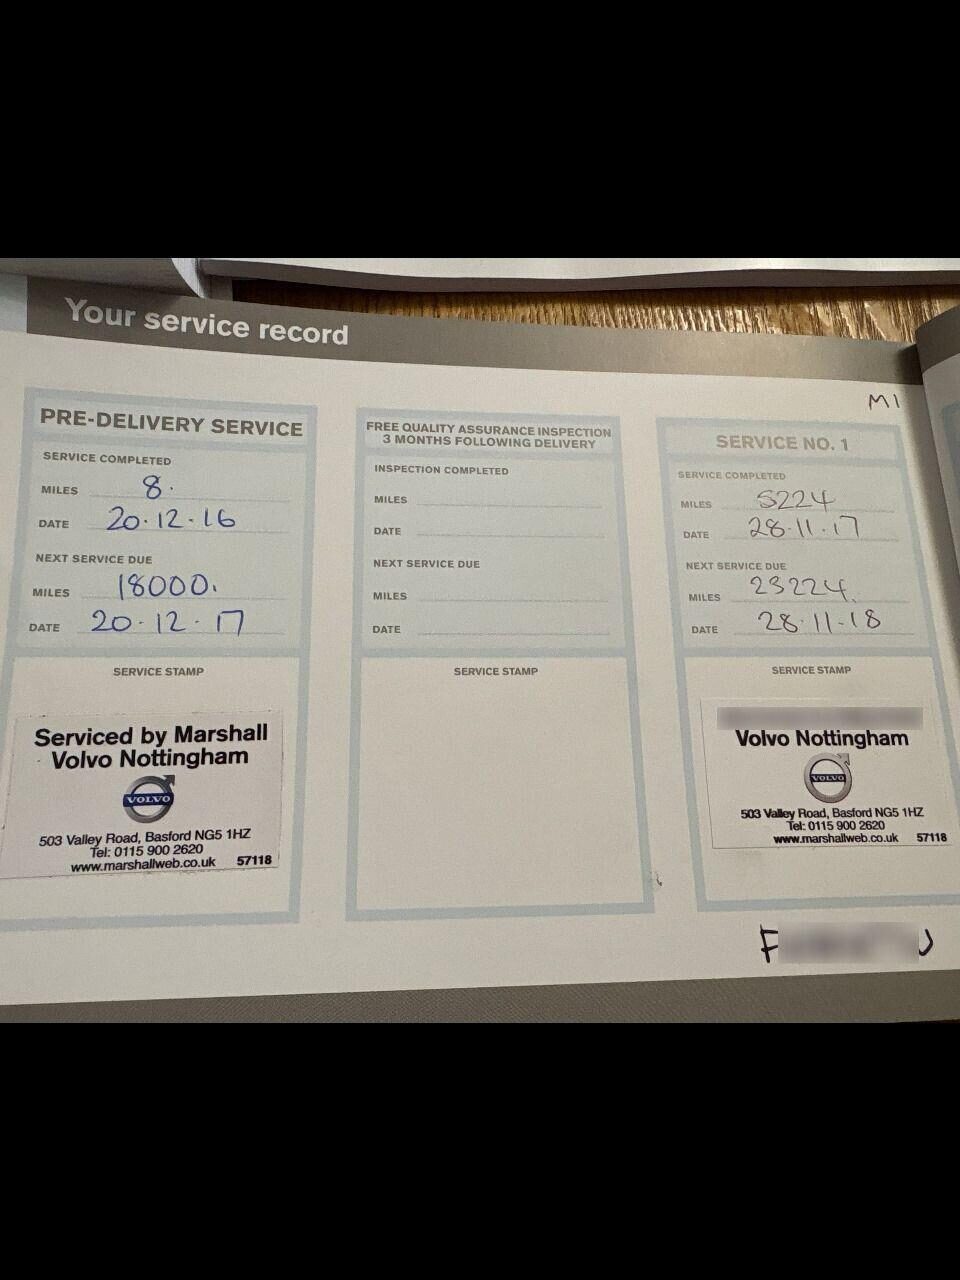 Your service record
M1
PRE-DELIVERY SERVICE
SERVICE COMPLETED
MILES 8.
DATE 20.12.16
NEXT SERVICE DUE
MILES 18000.
DATE 20.12.17
SERVICE STAMP
Serviced by Marshall
Volvo Nottingham
VOLVO
503 Valley Road, Basford NG5 1HZ
Tel: 0115 900 2620
www.marshallweb.co.uk 57118
FREE QUALITY ASSURANCE INSPECTION
3 MONTHS FOLLOWING DELIVERY
INSPECTION COMPLETED
MILES
DATE
NEXT SERVICE DUE
MILES
DATE
SERVICE STAMP
SERVICE NO. 1
SERVICE COMPLETED
MILES 5224
DATE 28.11.17
NEXT SERVICE DUE
MILES 23224.
DATE 28.11.18
SERVICE STAMP
Volvo Nottingham
VOLVO
503 Valley Road, Basford NG5 1HZ
Tel: 0115 900 2620
www.marshallweb.co.uk 57118